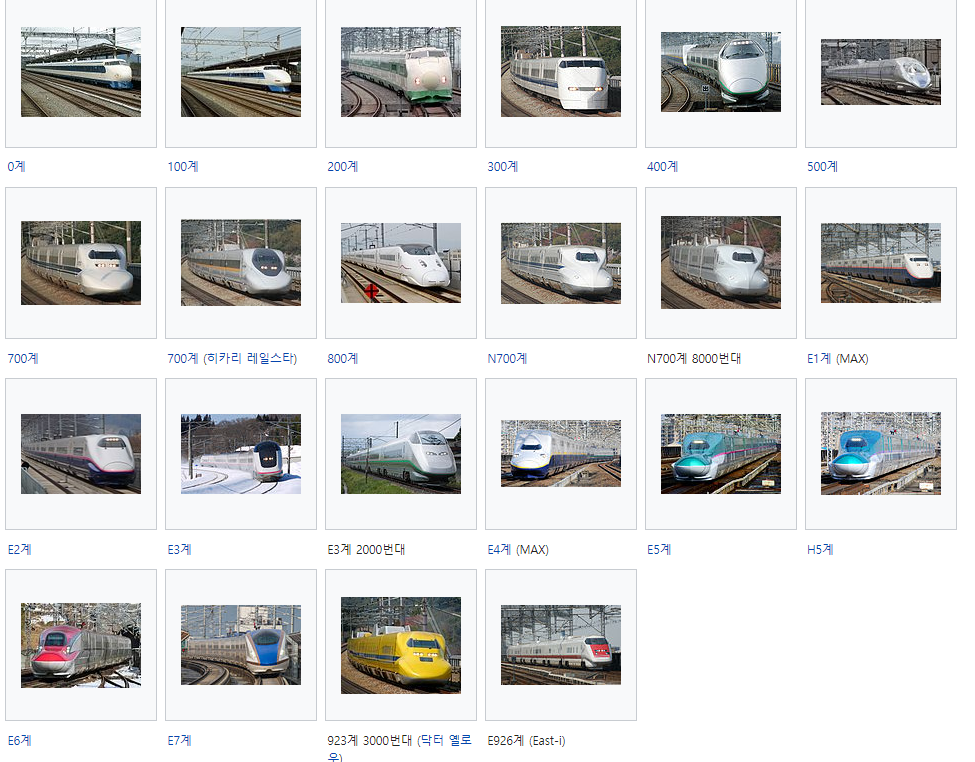 0계
100계
200계
300계
400계
500계
700계
700계 (히카리 레일스타)
800계
N700계
N700계 8000번대
E1계 (MAX)
E2계
E3계
E3계 2000번대
E4계 (MAX)
E5계
H5계
E6계
E7계
923계 3000번대 (닥터 옐로
우)
E926계 (East-i)